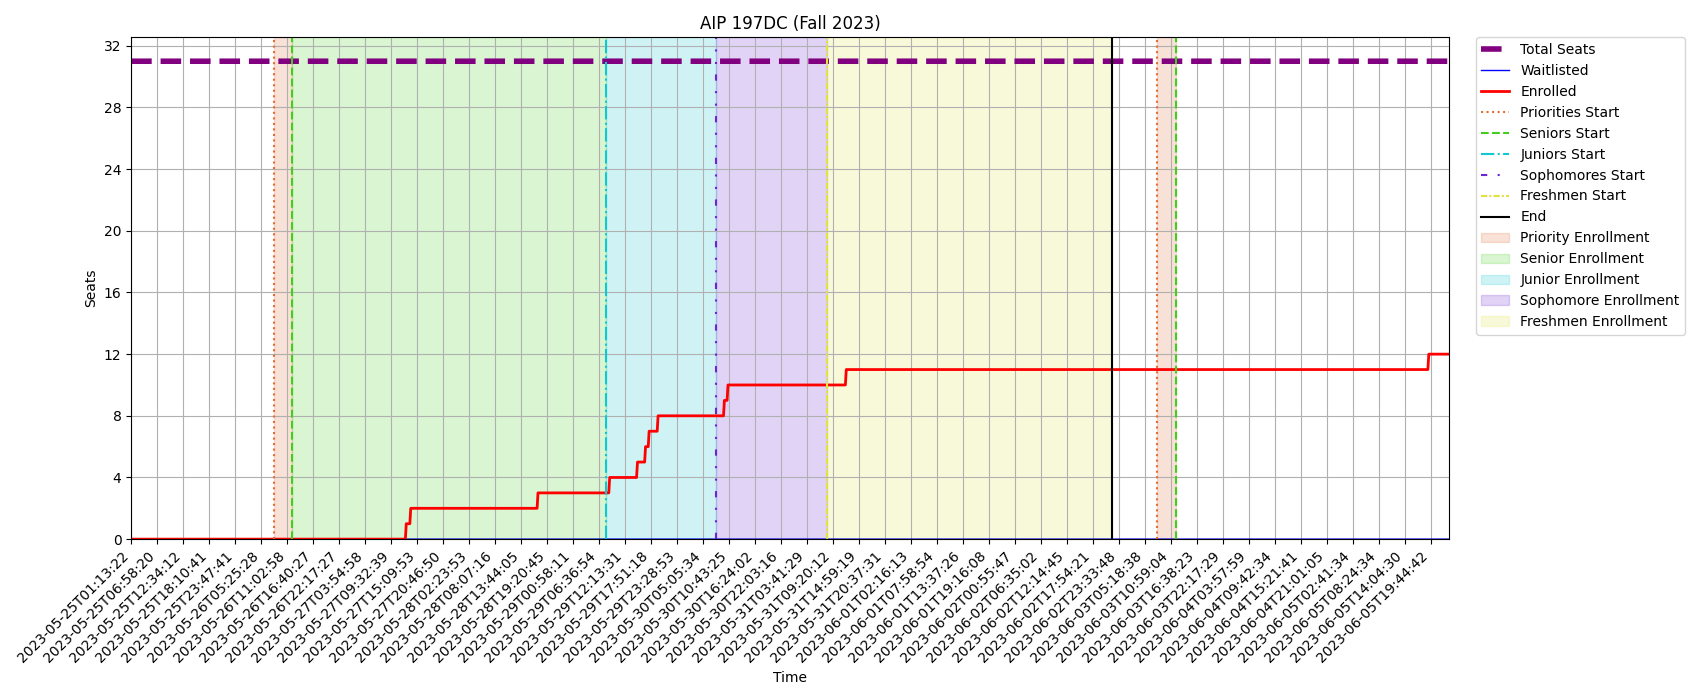 AIP 197DC (Fall 2023)
Seats
32
28
24
20
16
12
8
4
0
2023-05-25T01:13:22
2023-05-25T06:58:20
2023-05-25T12:34:12
2023-05-25T18:10:41
2023-05-25T23:47:41
2023-05-26T05:25:28
2023-05-26T11:02:58
2023-05-26T16:40:27
2023-05-26T22:17:27
2023-05-27T03:54:58
2023-05-27T09:32:39
2023-05-27T15:09:53
2023-05-27T20:46:50
2023-05-28T02:23:53
2023-05-28T08:07:16
2023-05-28T13:44:05
2023-05-28T19:20:45
2023-05-29T00:58:11
2023-05-29T06:36:54
2023-05-29T12:13:31
2023-05-29T17:51:18
2023-05-29T23:28:53
2023-05-30T05:05:34
2023-05-30T10:43:25
2023-05-30T16:24:02
2023-05-30T22:03:16
2023-05-31T03:41:29
2023-05-31T09:20:12
2023-05-31T14:59:19
2023-05-31T20:37:31
2023-06-01T02:16:13
2023-06-01T07:58:54
2023-06-01T13:37:26
2023-06-01T19:16:08
2023-06-02T00:55:47
2023-06-02T06:35:02
2023-06-02T12:14:45
2023-06-02T17:54:21
2023-06-02T23:33:48
2023-06-03T05:18:38
2023-06-03T10:59:04
2023-06-03T16:38:23
2023-06-03T22:17:29
2023-06-04T03:57:59
2023-06-04T09:42:34
2023-06-04T15:21:41
2023-06-04T21:01:05
2023-06-05T02:41:34
2023-06-05T08:24:34
2023-06-05T14:04:30
2023-06-05T19:44:42
Time
Total Seats
Waitlisted
Enrolled
Priorities Start
Seniors Start
Juniors Start
Sophomores Start
Freshmen Start
End
Priority Enrollment
Senior Enrollment
Junior Enrollment
Sophomore Enrollment
Freshmen Enrollment